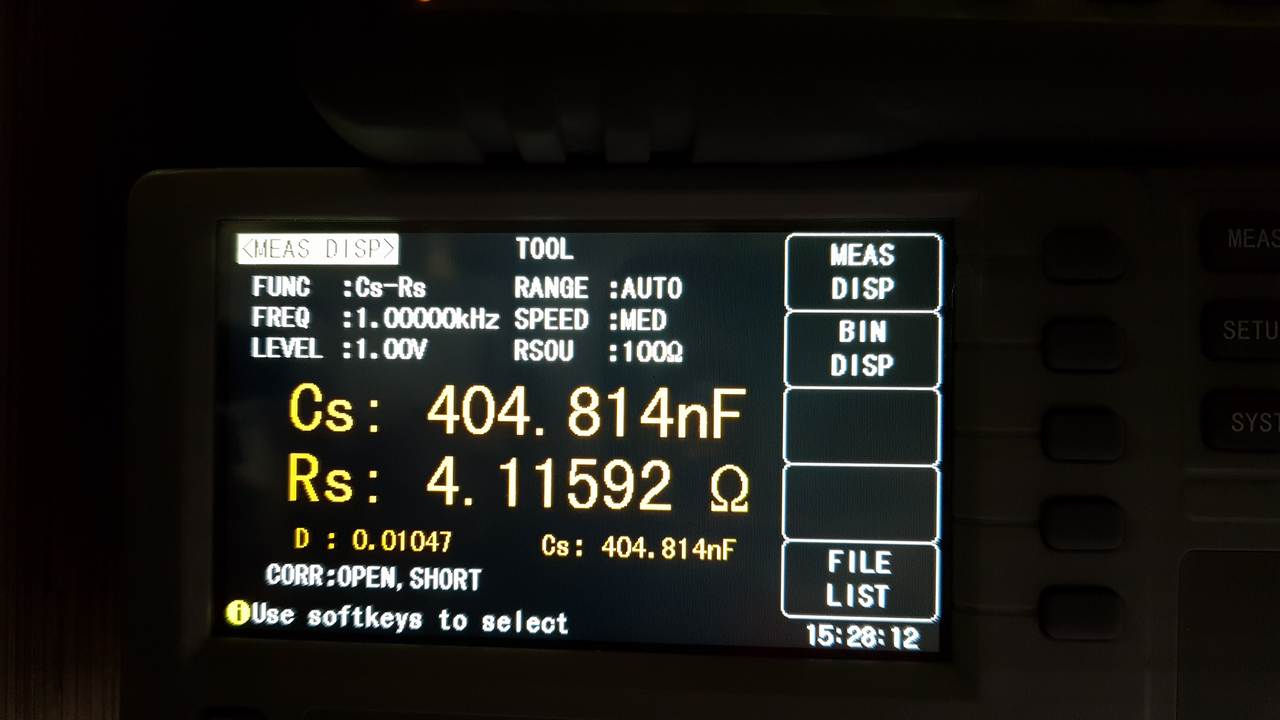 <MEAS DISP> TOOL
FUNC :Cs-Rs RANGE :AUTO
FREQ :1.00000kHz SPEED :MED
LEVEL :1.00V RSOU :100Ω
Cs: 404.814nF
Rs: 4.11592 Ω
D : 0.01047 Cs: 404.814nF
CORR:OPEN,SHORT
Use softkeys to select
MEAS
DISP
BIN
DISP
FILE
LIST
15:28:12
MEAS
SETU
SYST